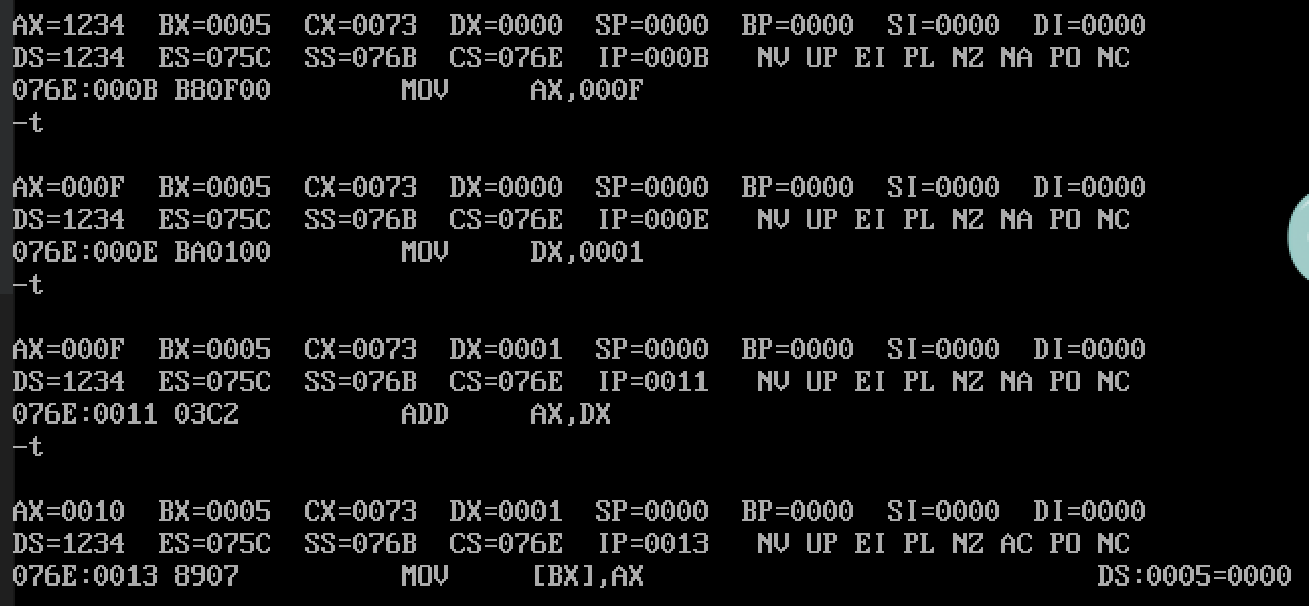 AX=1234  BX=0005  CX=0073  DX=0000  SP=0000  BP=0000  SI=0000  DI=0000
DS=1234  ES=075C  SS=076B  CS=076E  IP=000B   NV UP EI PL NZ NA PO NC
076E:000B B80F00        MOV     AX,000F
-t
AX=000F  BX=0005  CX=0073  DX=0000  SP=0000  BP=0000  SI=0000  DI=0000
DS=1234  ES=075C  SS=076B  CS=076E  IP=000E   NV UP EI PL NZ NA PO NC
076E:000E BA0100        MOV     DX,0001
-t
AX=000F  BX=0005  CX=0073  DX=0001  SP=0000  BP=0000  SI=0000  DI=0000
DS=1234  ES=075C  SS=076B  CS=076E  IP=0011   NV UP EI PL NZ NA PO NC
076E:0011 03C2          ADD     AX,DX
-t
AX=0010  BX=0005  CX=0073  DX=0001  SP=0000  BP=0000  SI=0000  DI=0000
DS=1234  ES=075C  SS=076B  CS=076E  IP=0013   NV UP EI PL NZ AC PO NC
076E:0013 8907          MOV     [BX],AX                            DS:0005=0000